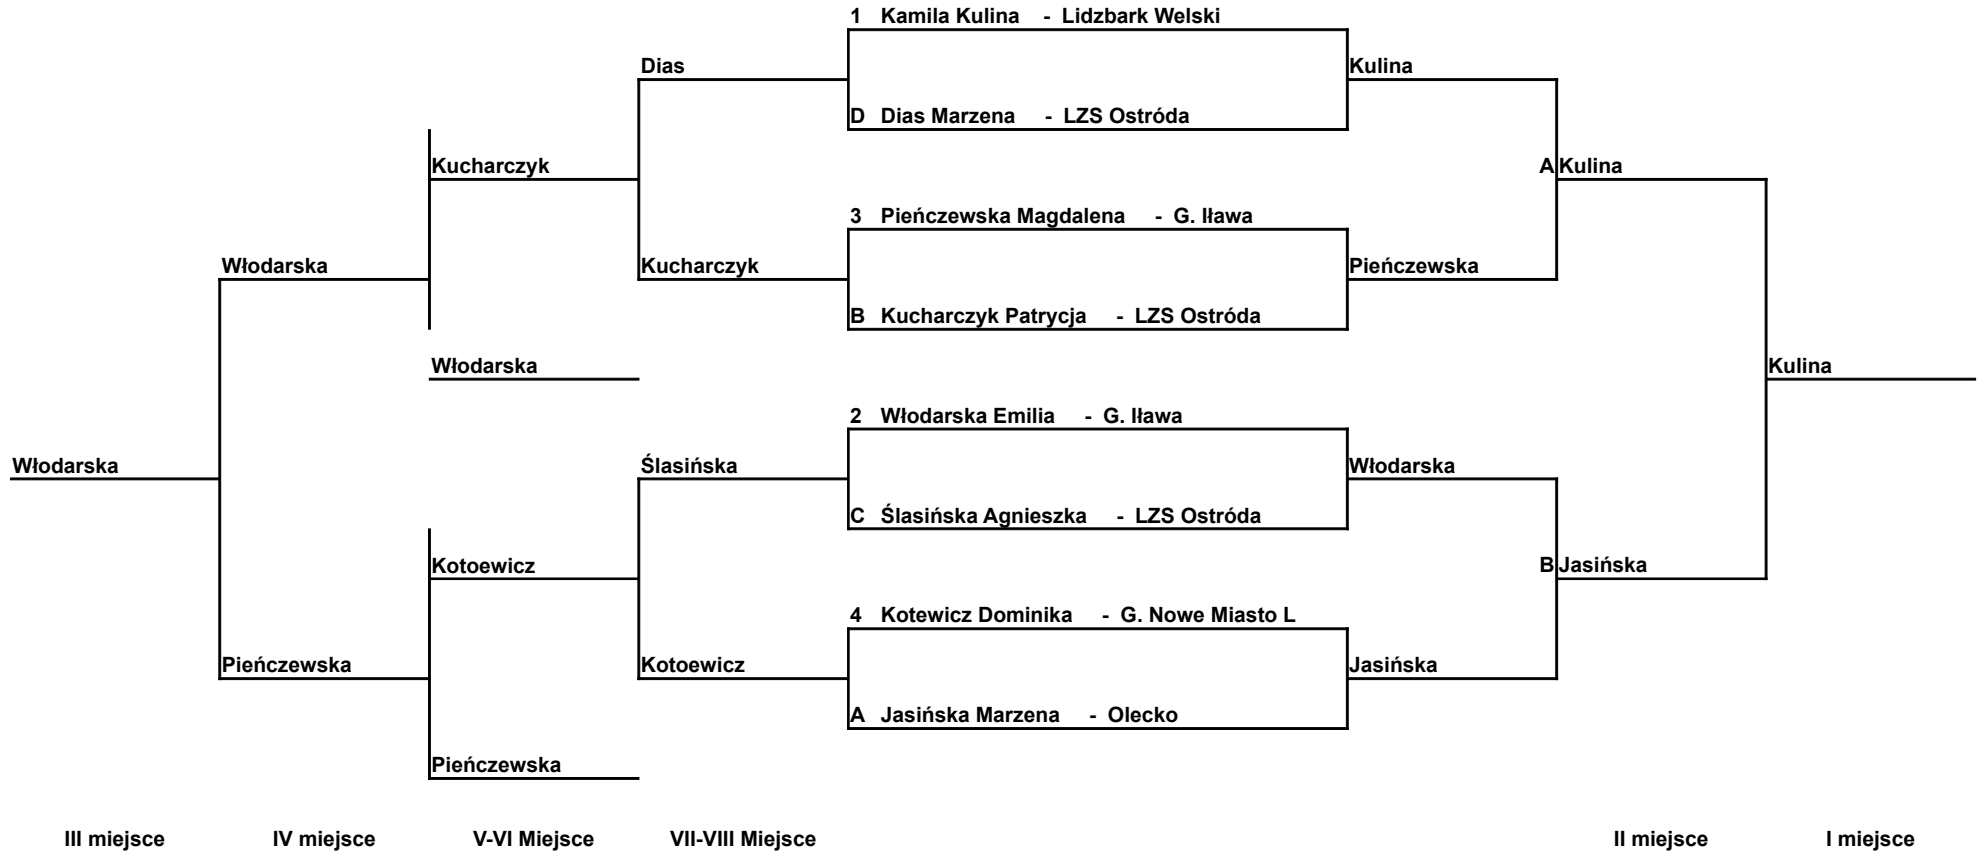 1 Kamila Kulina - Lidzbark Welski
Dias Kulina
D Dias Marzena - LZS Ostróda
Kucharczyk A Kulina
3 Pieńczewska Magdalena - G. Iława
Włodarska Kucharczyk Pieńczewska
B Kucharczyk Patrycja - LZS Ostróda
Włodarska Kulina
2 Włodarska Emilia - G. Iława
Włodarska Ślasińska Włodarska
C Ślasińska Agnieszka - LZS Ostróda
Kotoewicz B Jasińska
4 Kotewicz Dominika - G. Nowe Miasto L
Pieńczewska Kotoewicz Jasińska
A Jasińska Marzena - Olecko
Pieńczewska
III miejsce IV miejsce V-VI Miejsce VII-VIII Miejsce II miejsce I miejsce